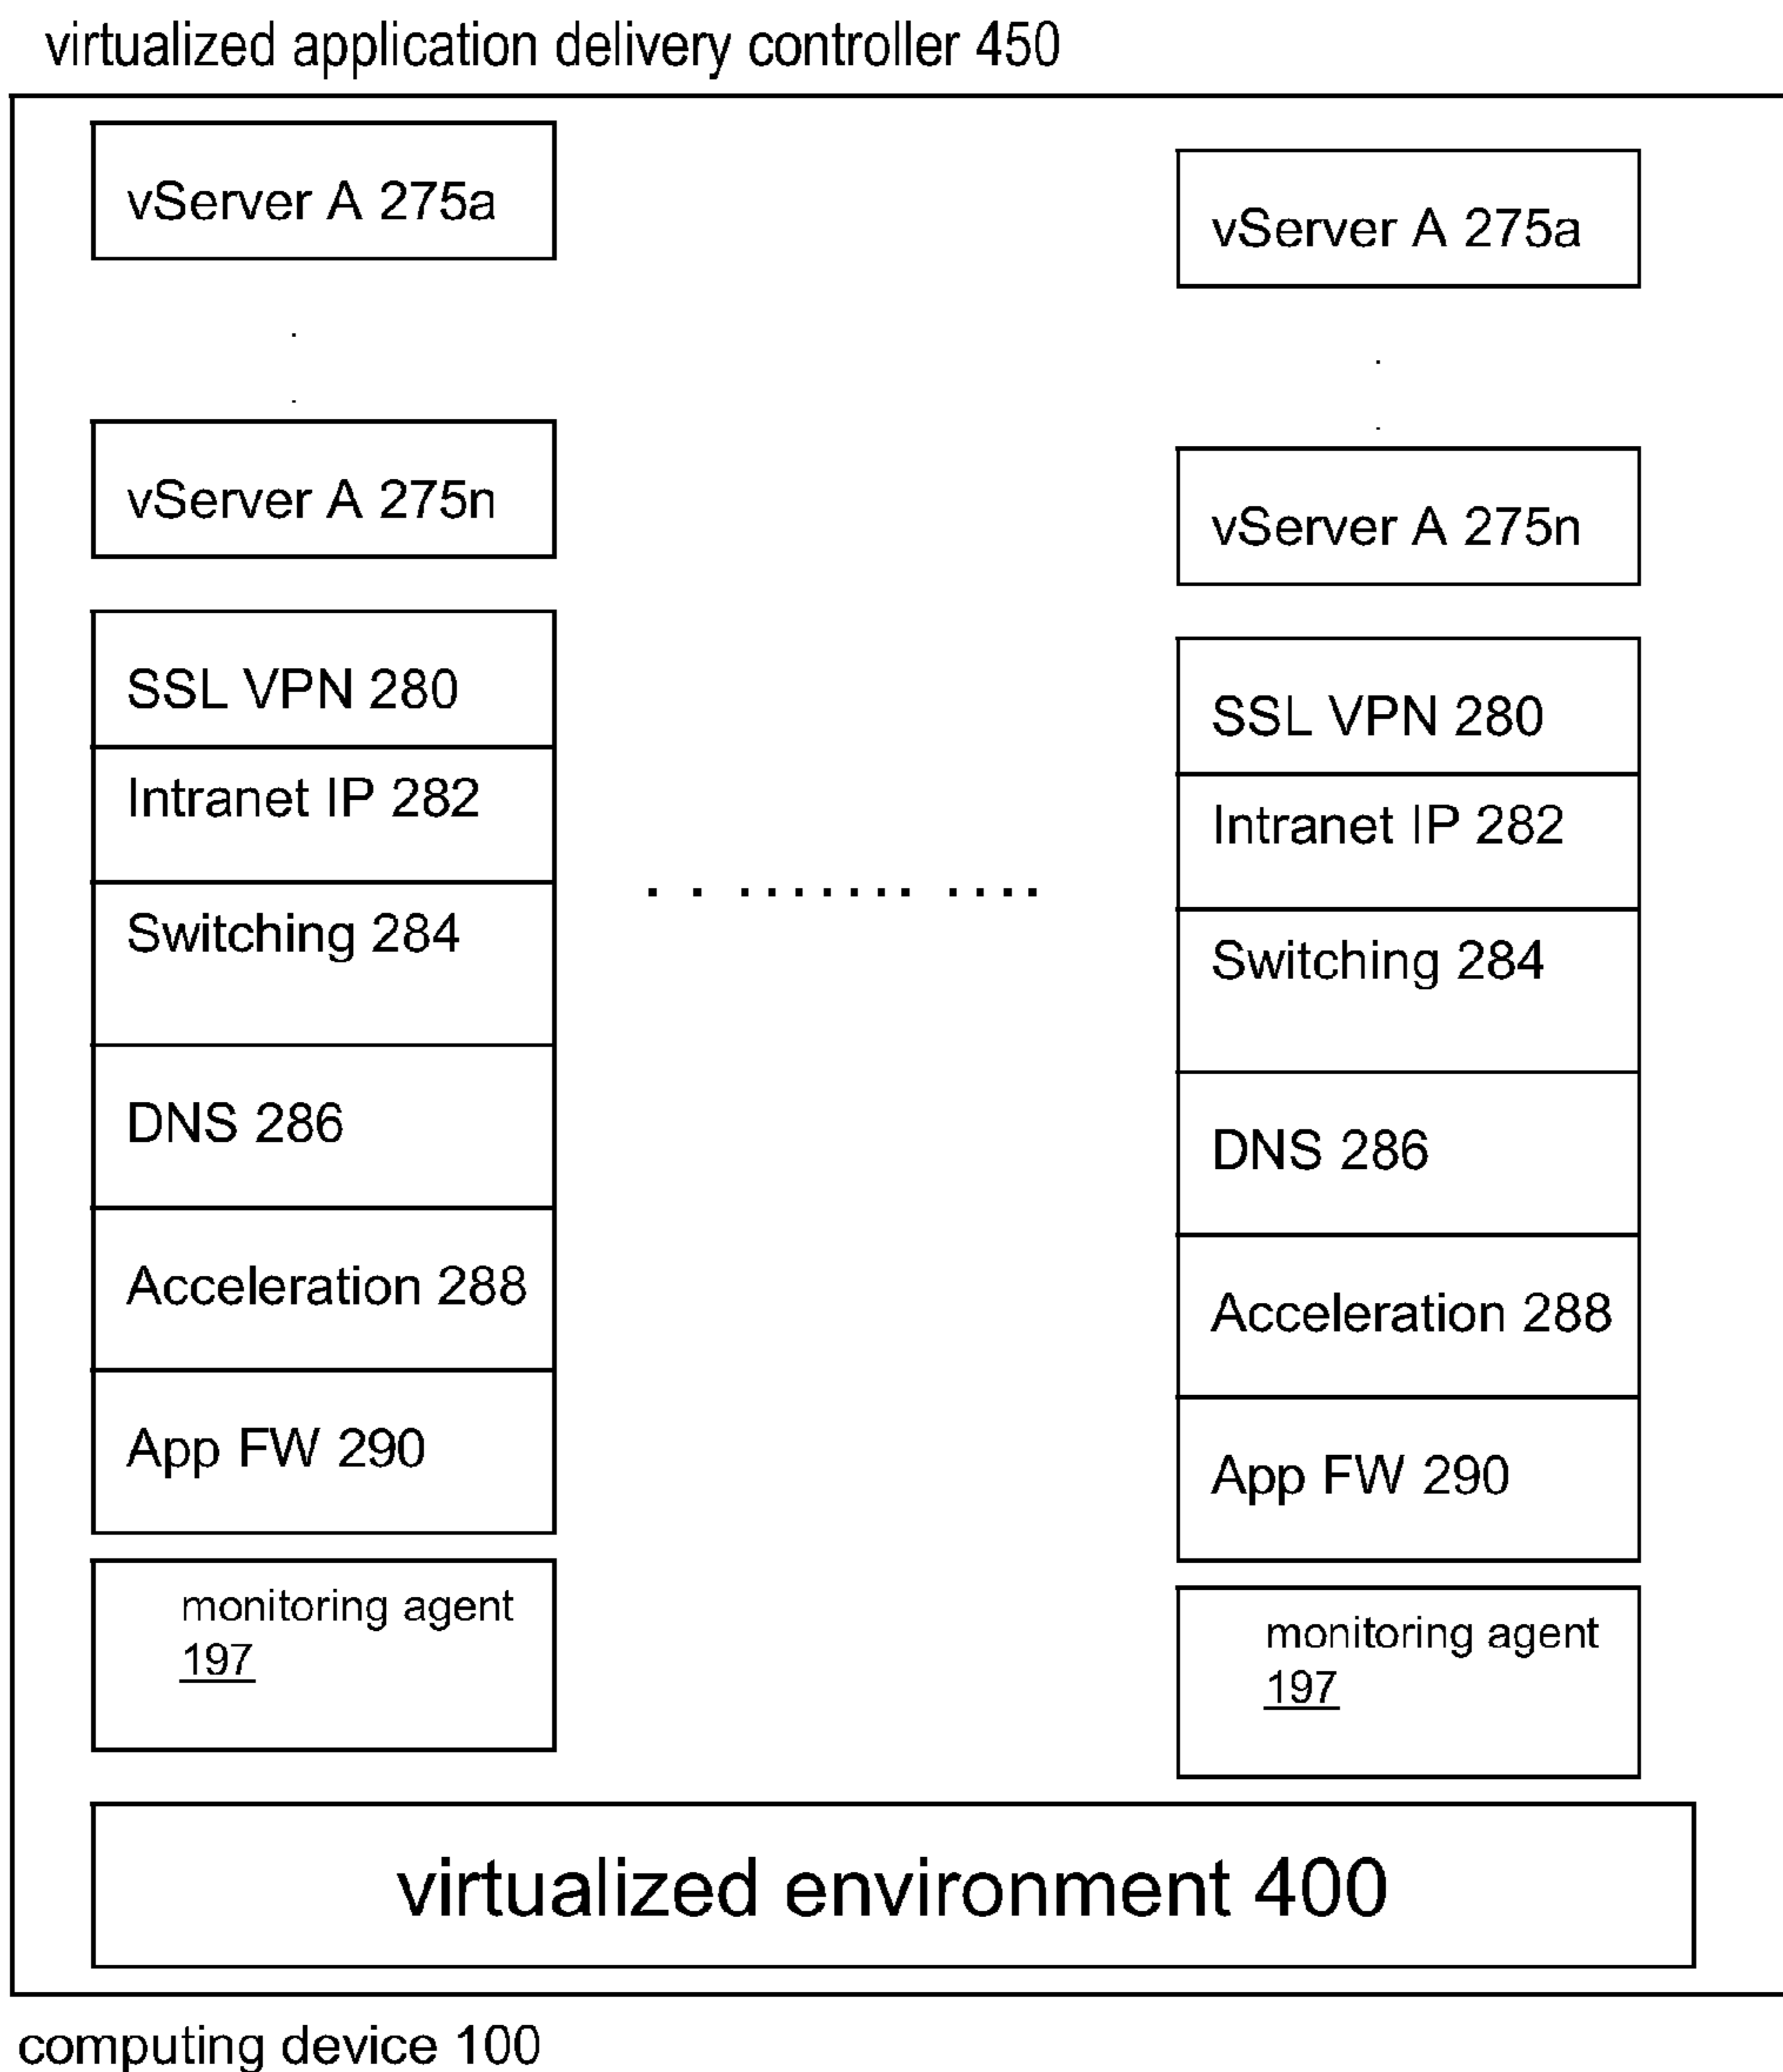 virtualized application delivery controller 450
vServer A 275a
vServer A 275n
SSL VPN 280
Intranet IP 282
Switching 284
DNS 286
Acceleration 288
App FW 290
monitoring agent
197
vServer A 275a
vServer A 275n
SSL VPN 280
Intranet IP 282
Switching 284
DNS 286
Acceleration 288
App FW 290
monitoring agent
197
virtualized environment 400
computing device 100